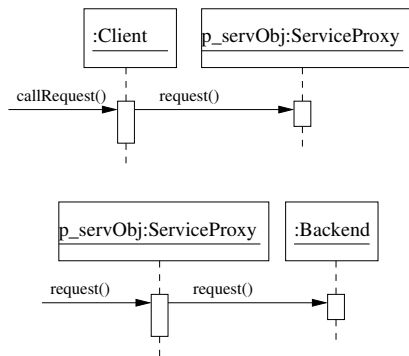 :Client
p_servObj:ServiceProxy
callRequest()
request()
p_servObj:ServiceProxy
:Backend
request()
request()